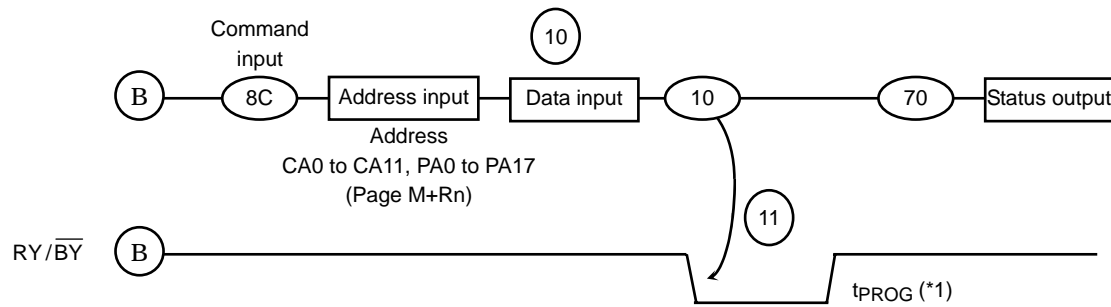 Command
input
10
B
8C
Address input
Data input
10
70
Status output
Address
CA0 to CA11, PA0 to PA17
(Page M+Rn)
11
RY/BY
B
tPROG (*1)